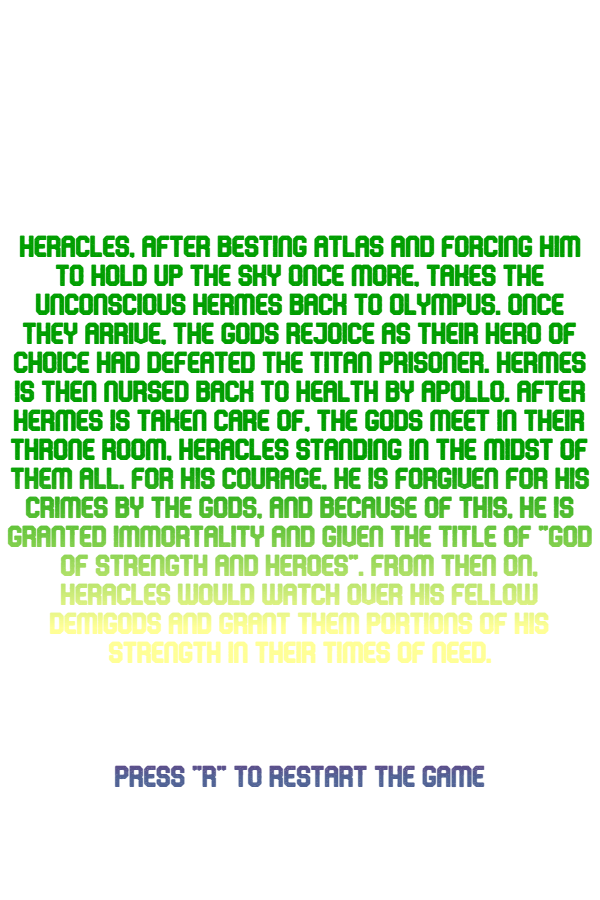 HERACLES, AFTER BESTING ATLAS AND FORCING HIM
TO HOLD UP THE SKY ONCE MORE, TAKES THE
UNCONSCIOUS HERMES BACK TO OLYMPUS. ONCE
THEY ARRIVE, THE GODS REJOICE AS THEIR HERO OF
CHOICE HAD DEFEATED THE TITAN PRISONER. HERMES
IS THEN NURSED BACK TO HEALTH BY APOLLO. AFTER
HERMES IS TAKEN CARE OF, THE GODS MEET IN THEIR
THRONE ROOM, HERACLES STANDING IN THE MIDST OF
THEM ALL. FOR HIS COURAGE, HE IS FORGIVEN FOR HIS
CRIMES BY THE GODS, AND BECAUSE OF THIS, HE IS
GRANTED IMMORTALITY AND GIVEN THE TITLE OF "GOD
OF STRENGTH AND HEROES". FROM THEN ON,
HERACLES WOULD WATCH OVER HIS FELLOW
DEMIGODS AND GRANT THEM PORTIONS OF HIS
STRENGTH IN THEIR TIMES OF NEED.
PRESS "R" TO RESTART THE GAME